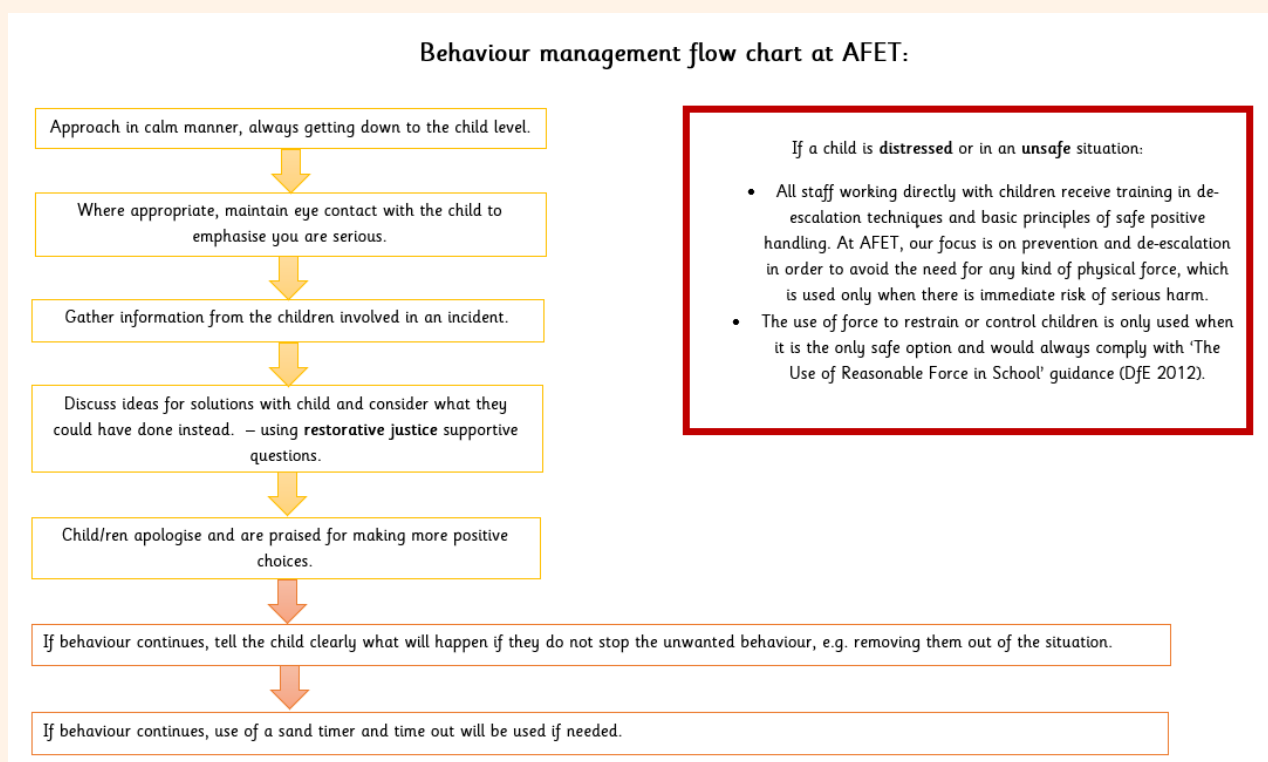 Behaviour management flow chart at AFET:
Approach in calm manner, always getting down to the child level.
Where appropriate, maintain eye contact with the child to
emphasise you are serious.
Gather information from the children involved in an incident.
Discuss ideas for solutions with child and consider what they
could have done instead.  – using restorative justice supportive
questions.
Child/ren apologise and are praised for making more positive
choices.
If behaviour continues, tell the child clearly what will happen if they do not stop the unwanted behaviour, e.g. removing them out of the situation.
If behaviour continues, use of a sand timer and time out will be used if needed.
If a child is distressed or in an unsafe situation:
• All staff working directly with children receive training in de-
escalation techniques and basic principles of safe positive
handling. At AFET, our focus is on prevention and de-escalation
in order to avoid the need for any kind of physical force, which
is used only when there is immediate risk of serious harm.
• The use of force to restrain or control children is only used when
it is the only safe option and would always comply with ‘The
Use of Reasonable Force in School’ guidance (DfE 2012).